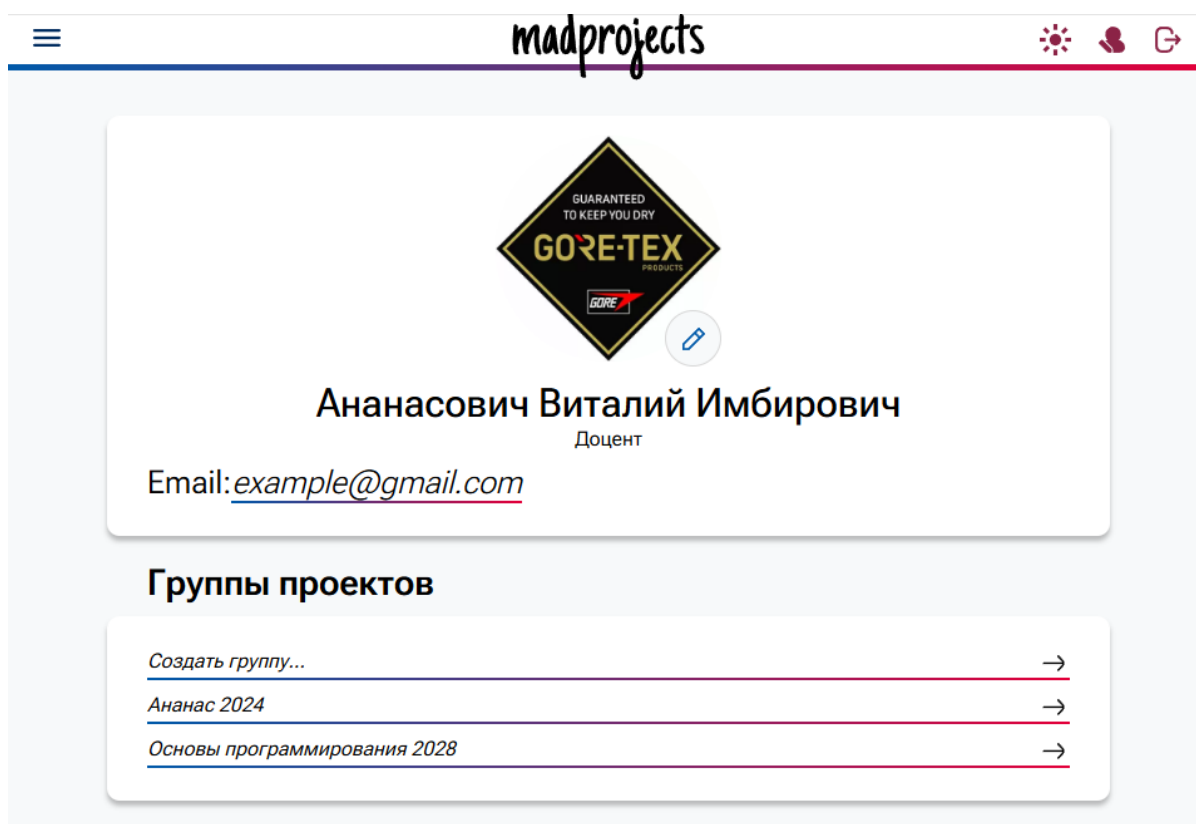 madprojects
GUARANTEED
TO KEEP YOU DRY
GORE-TEX
PRODUCTS
GORE
Ананасович Виталий Имбирович
Доцент
Email:example@gmail.com
Группы проектов
Создать группу...
Ананас 2024
Основы программирования 2028